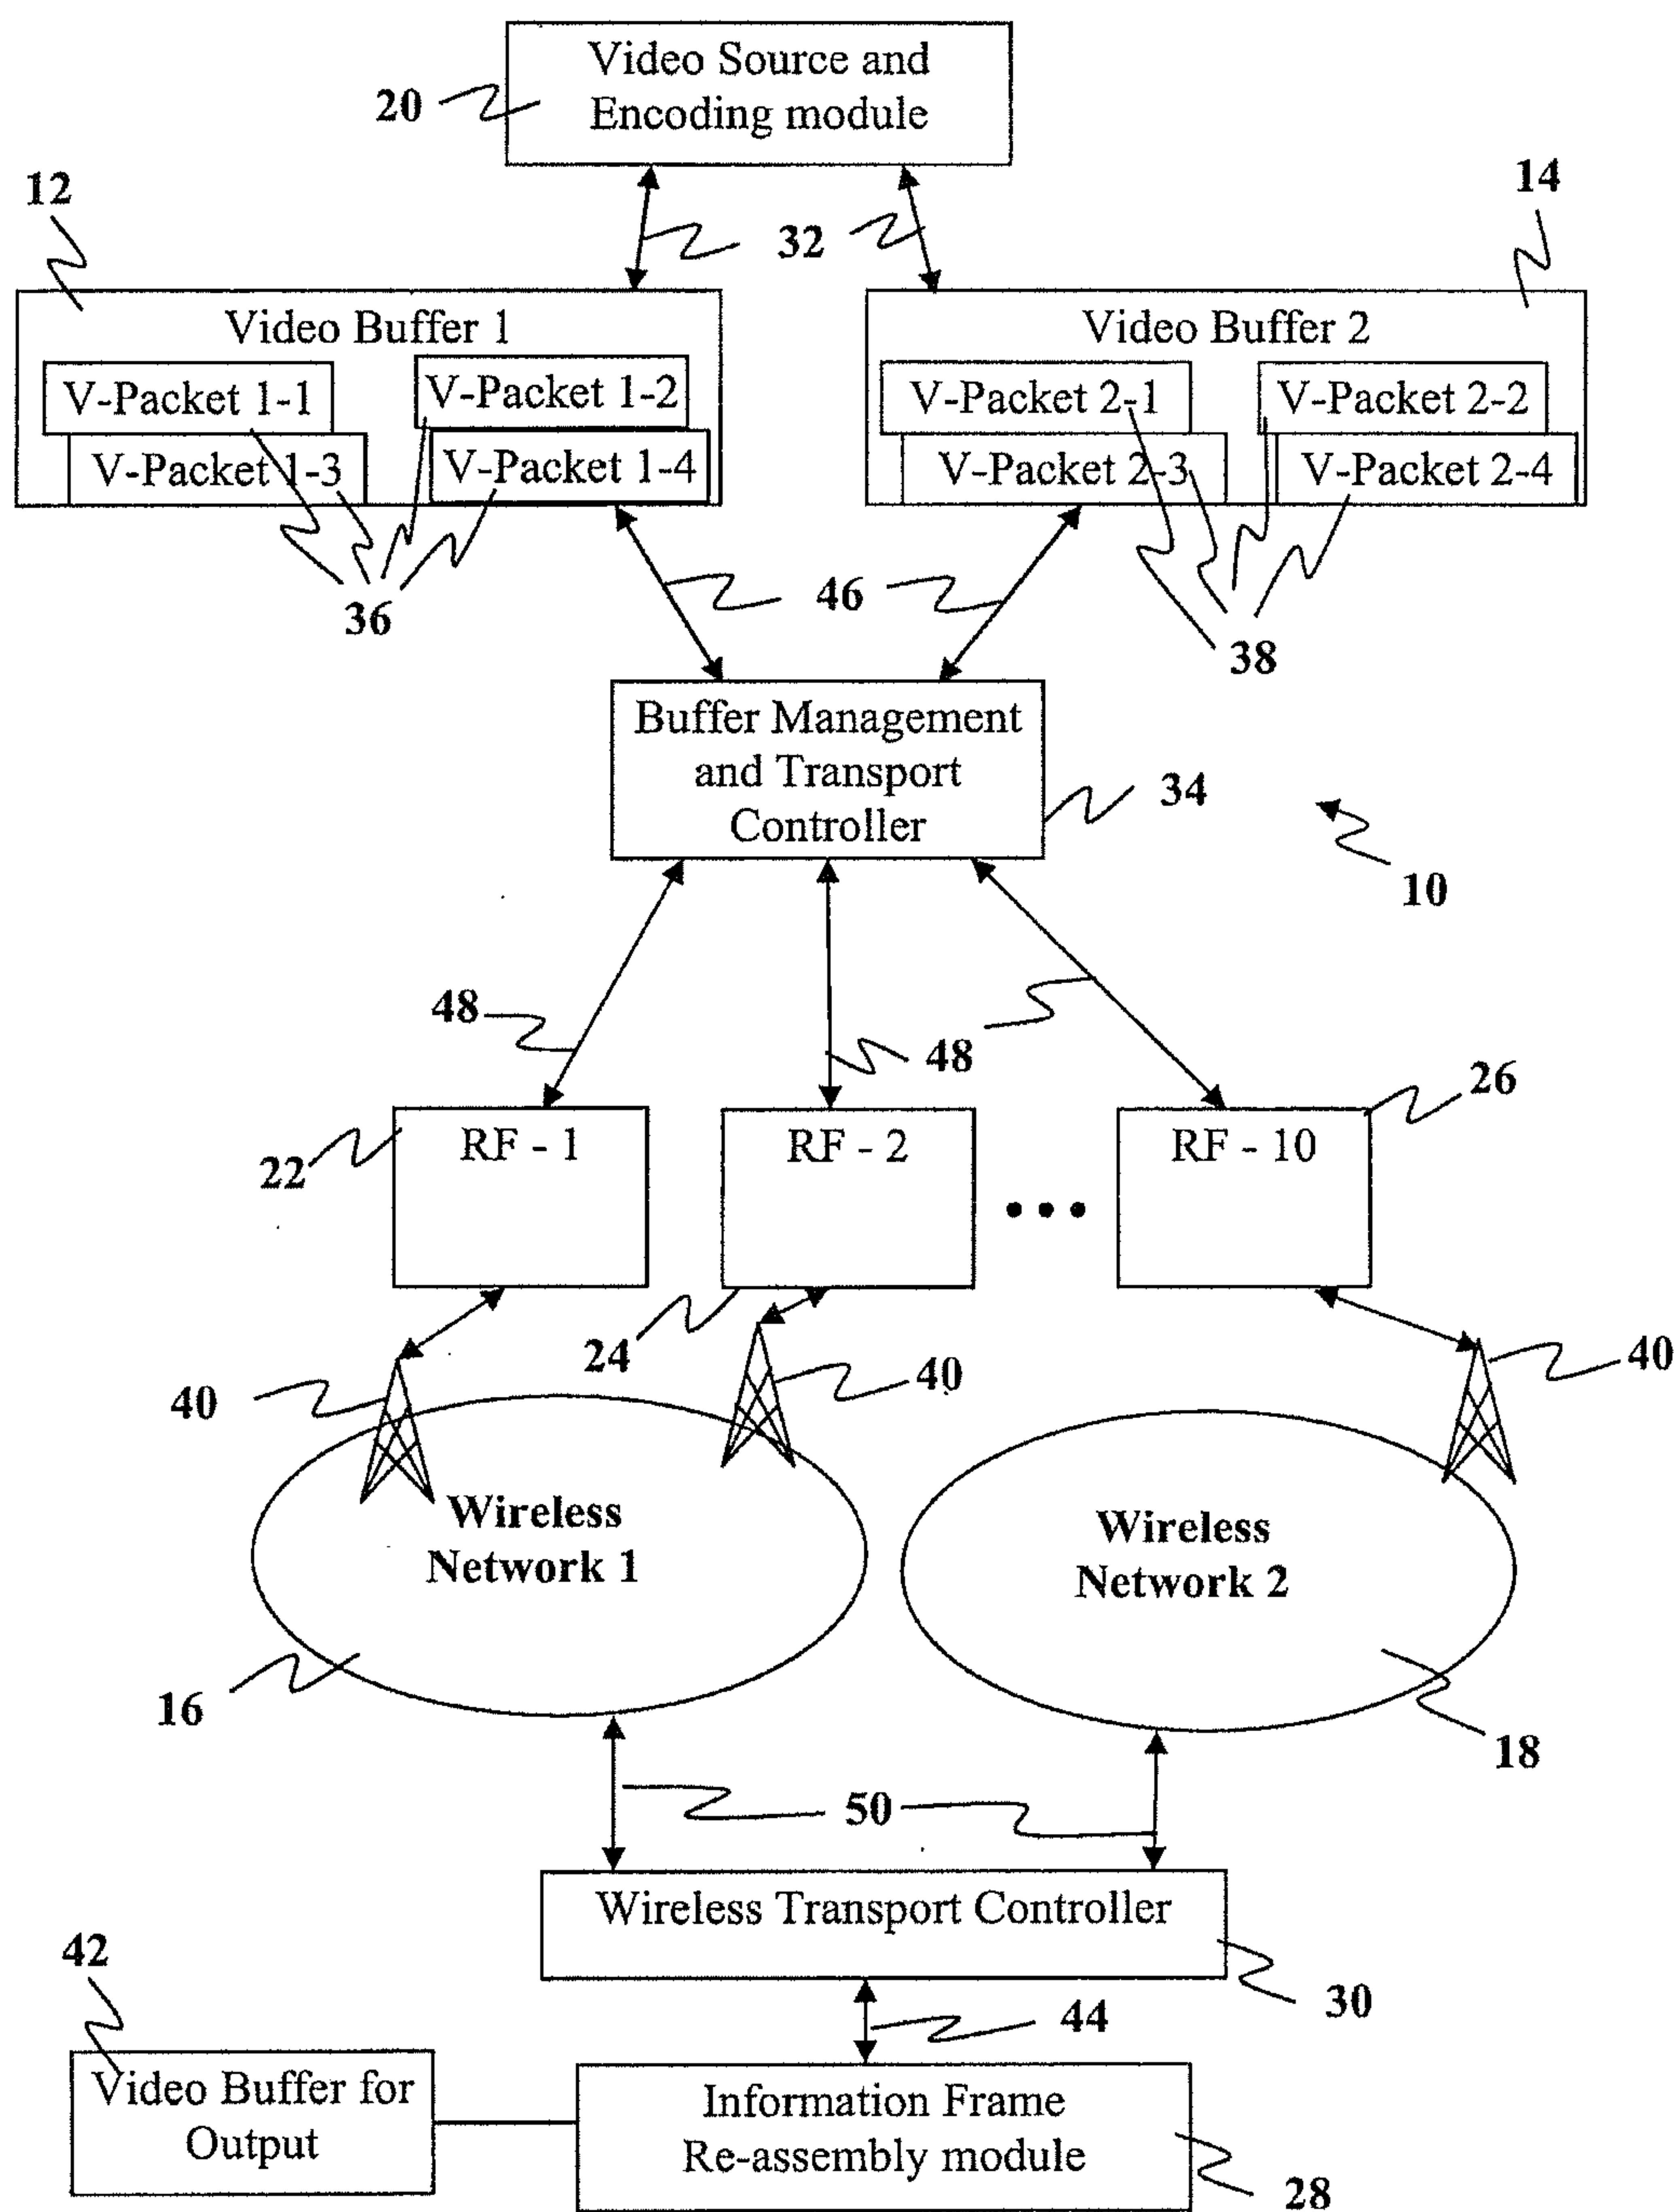 Video Source and
Encoding module
20
12
14
32
Video Buffer 1
Video Buffer 2
V-Packet 1-1
V-Packet 1-2
V-Packet 2-1
V-Packet 2-2
V-Packet 1-3
V-Packet 1-4
V-Packet 2-3
V-Packet 2-4
36
46
38
Buffer Management
and Transport
Controller
34
10
48
48
26
RF - 1
RF - 2
RF - 10
22
24
40
40
40
Wireless
Network 1
Wireless
Network 2
16
18
50
Wireless Transport Controller
42
30
44
Video Buffer for
Output
Information Frame
Re-assembly module
28